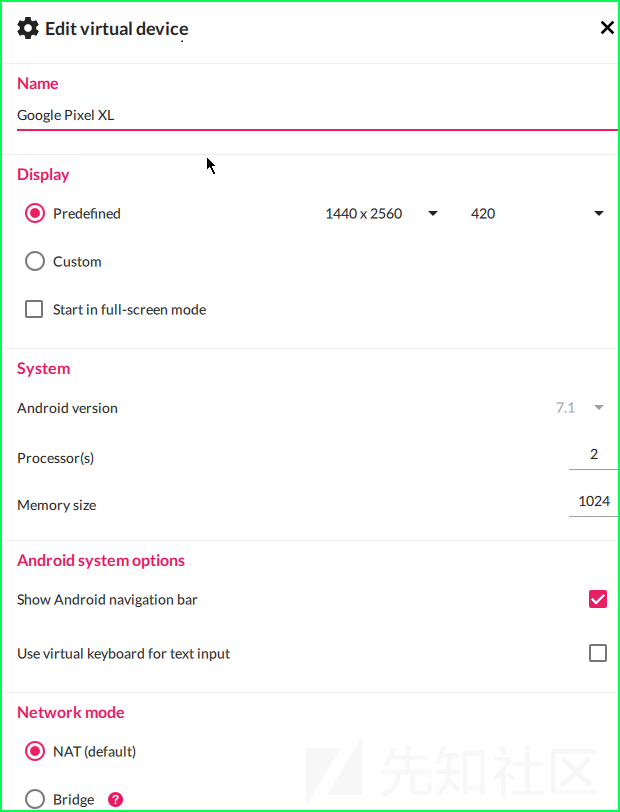 Edit virtual device
Name
Google Pixel XL
Display
Predefined 1440 x 2560 420
Custom
Start in full-screen mode
System
Android version 7.1
Processor(s) 2
Memory size 1024
Android system options
Show Android navigation bar
Use virtual keyboard for text input
Network mode
NAT (default)
先知社区
Bridge ?